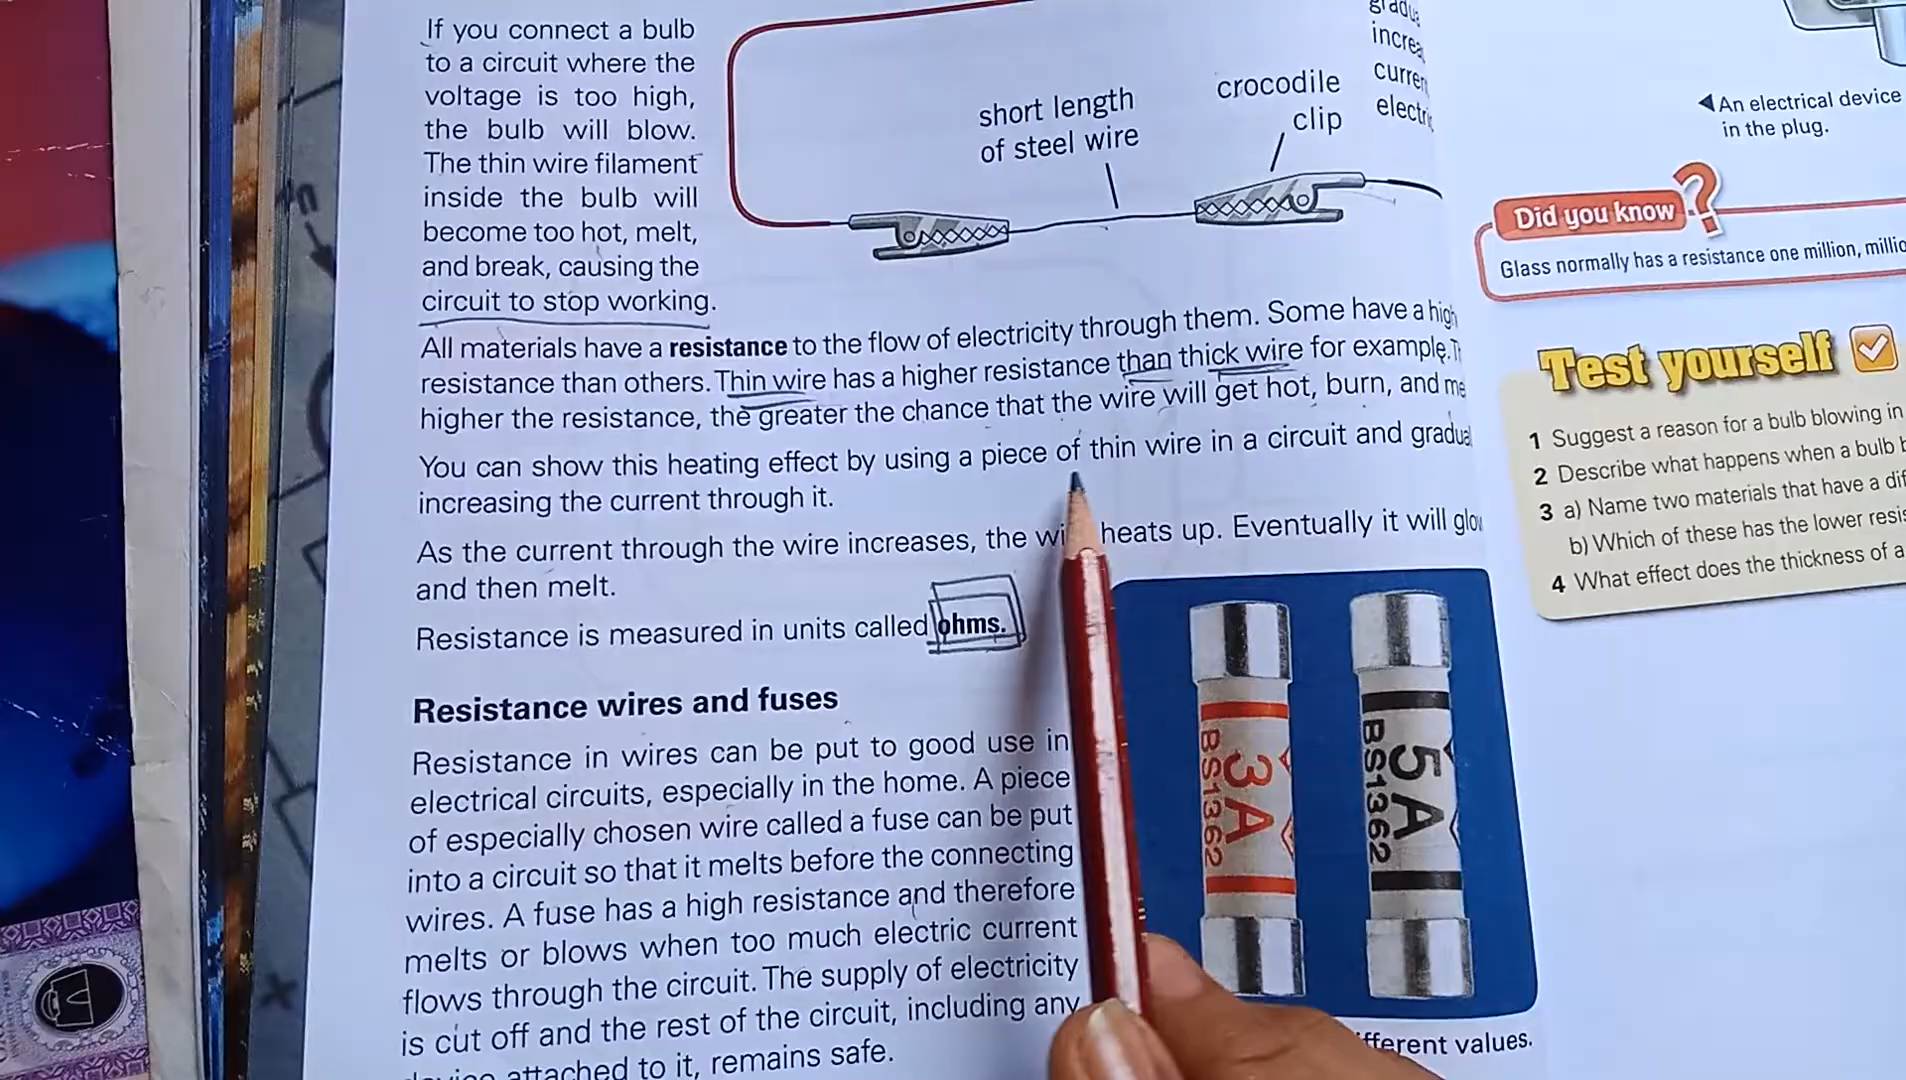 If you connect a bulb
to a circuit where the
voltage is too high,
the bulb will blow.
The thin wire filament
inside the bulb will
become too hot, melt,
and break, causing the
circuit to stop working.
short length
of steel wire
crocodile
clip
All materials have a resistance to the flow of electricity through them. Some have a high
resistance than others. Thin wire has a higher resistance than thick wire for example.
higher the resistance, the greater the chance that the wire will get hot, burn, and
You can show this heating effect by using a piece of thin wire in a circuit and
increasing the current through it.
As the current through the wire increases, the heats up. Eventually it will
and then melt.
Resistance is measured in units called ohms.
Resistance wires and fuses
Resistance in wires can be put to good use in
electrical circuits, especially in the home. A piece
of especially chosen wire called a fuse can be put
into a circuit so that it melts before the connecting
wires. A fuse has a high resistance and therefore
melts or blows when too much electric current
flows through the circuit. The supply of electricity
is cut off and the rest of the circuit, including any
attached to it, remains safe.
3A
BS1362
5A
BS1362
values.
◀An electrical device
in the plug.
Did you know ?
Glass normally has a resistance one million,
Test yourself
1 Suggest a reason for a bulb blowing in
2 Describe what happens when a bulb
3 a) Name two materials that have a
b) Which of these has the lower
4 What effect does the thickness of a